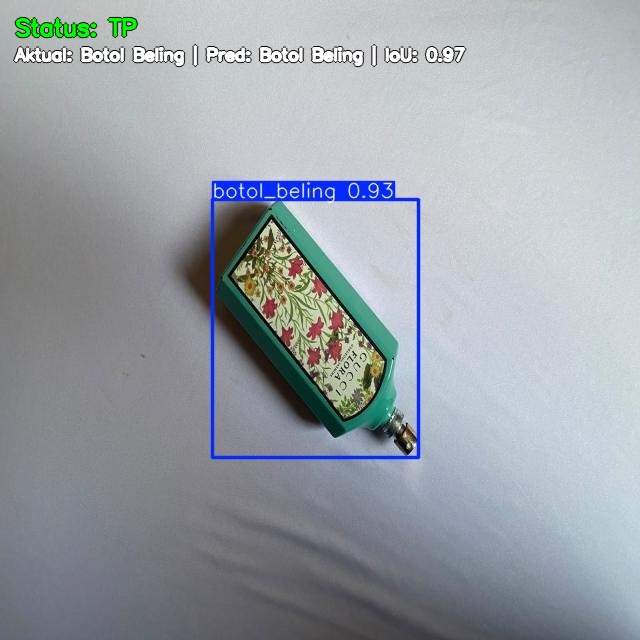 Status: TP
Aktual: Botol Beling | Pred: Botol Beling | IoU: 0.97
botol_beling 0.93
GUCCI
FLORA